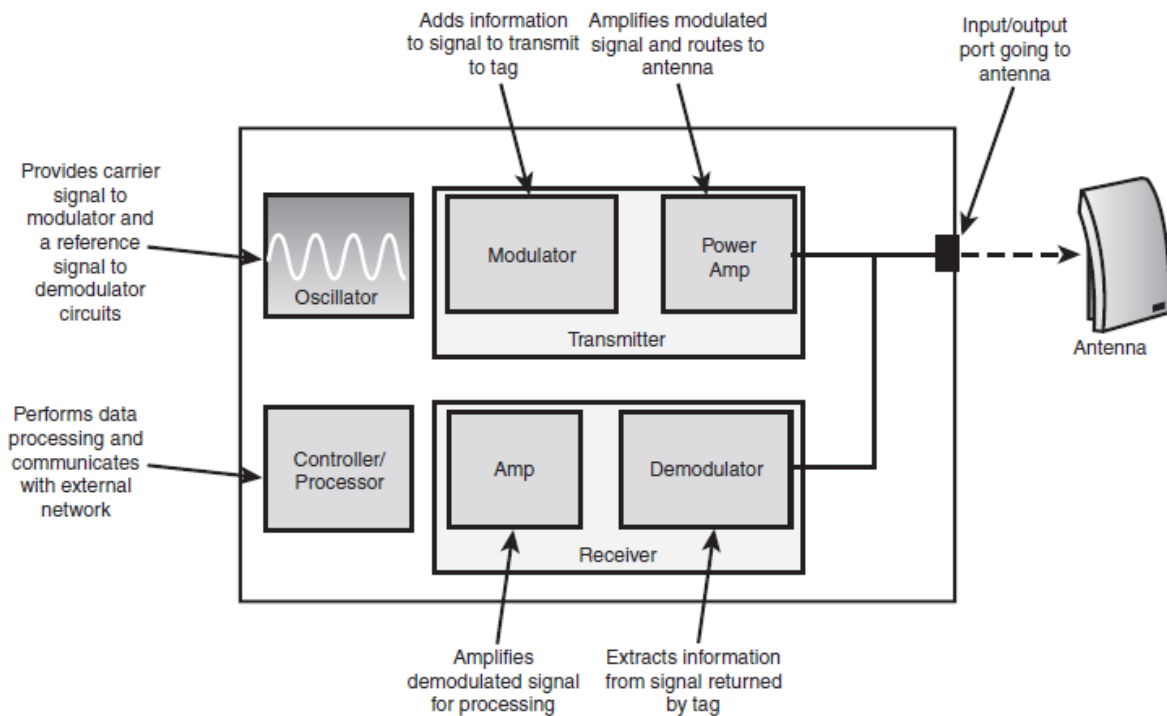 Adds information
to signal to transmit
to tag
Amplifies modulated
signal and routes to
antenna
Input/output
port going to
antenna
Provides carrier
signal to
modulator and
a reference
signal to
demodulator
circuits
Oscillator
Modulator
Power
Amp
Transmitter
Antenna
Performs data
processing and
communicates
with external
network
Controller/
Processor
Amp
Demodulator
Receiver
Amplifies
demodulated signal
for processing
Extracts information
from signal returned
by tag